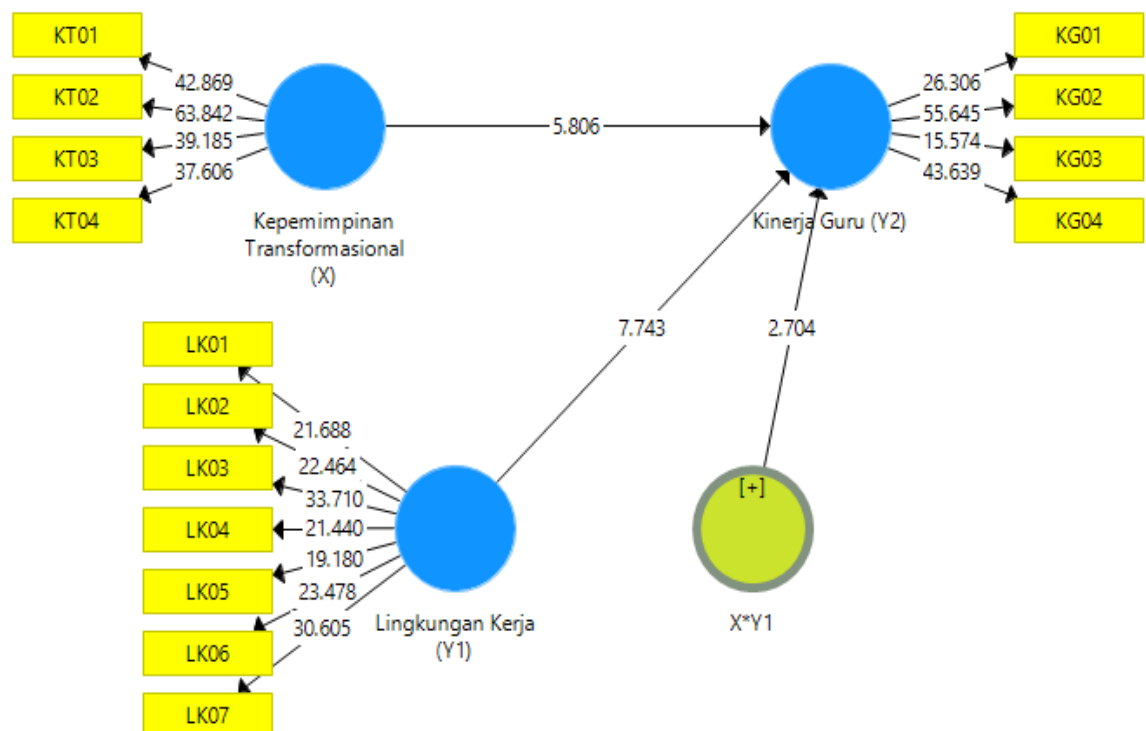 KT01
KT02
KT03
KT04
42.869
63.842
39.185
37.606
Kepemimpinan
Transformasional
(X)
5.806
Kinerja Guru (Y2)
26.306
55.645
15.574
43.639
KG01
KG02
KG03
KG04
7.743
2.704
LK01
LK02
LK03
LK04
LK05
LK06
LK07
21.688
22.464
33.710
21.440
19.180
23.478
30.605
Lingkungan Kerja
(Y1)
[+]
X*Y1